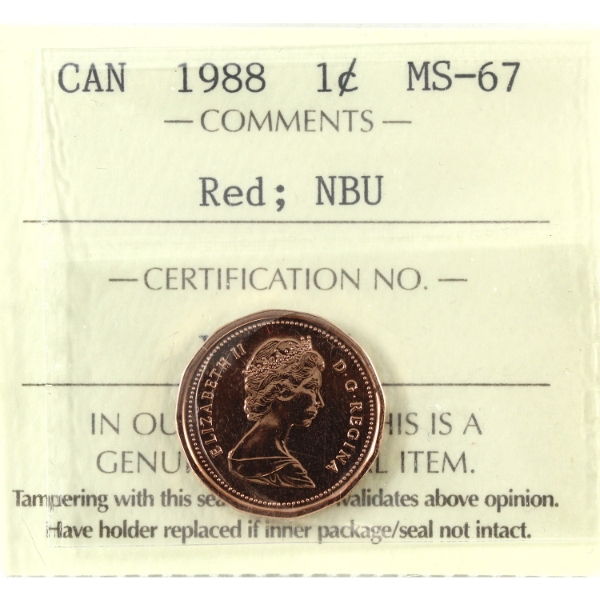 CAN 1988 1¢ MS-67
— COMMENTS —
Red; NBU
— CERTIFICATION NO. —
IN OU HIS IS A
GENU L ITEM.
Tampering with this sea validates above opinion.
Have holder replaced if inner package/seal not intact.
ELIZABETH II D·G·REGINA